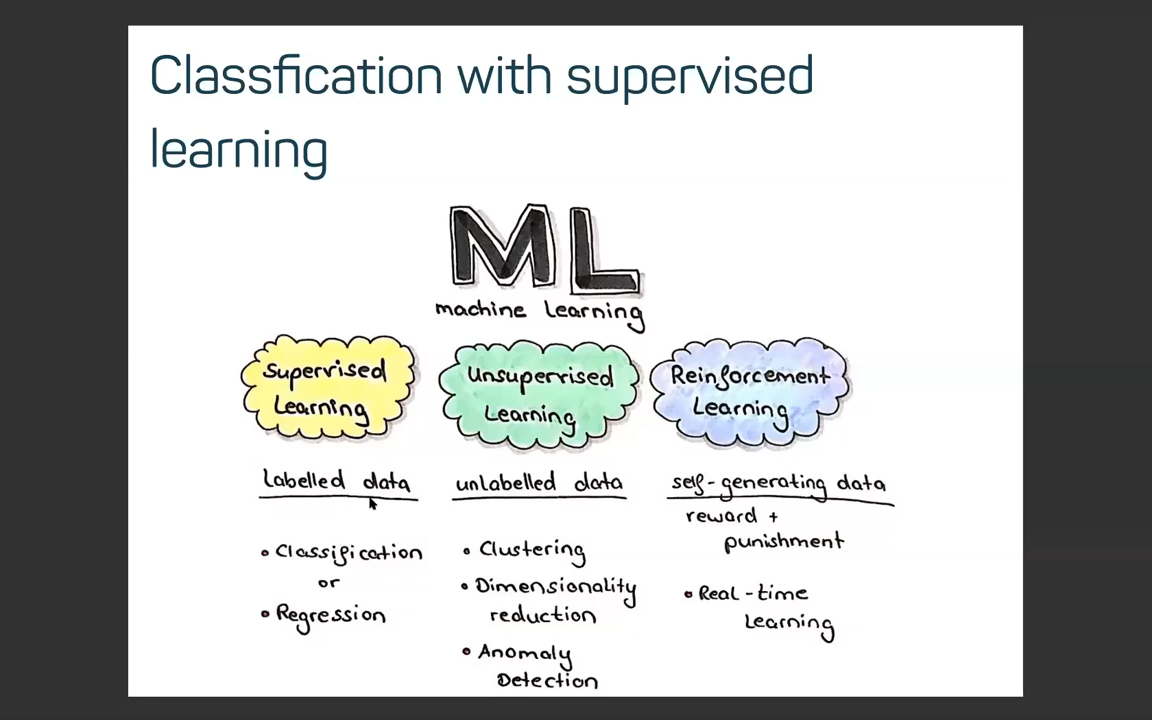 Classfication with supervised
learning
ML
machine learning
Supervised
Learning
labelled data
• Classification
or
• Regression
Unsupervised
Learning
unlabelled data
• Clustering
• Dimensionality
reduction
• Anomaly
Detection
Reinforcement
Learning
self-generating data
reward +
punishment
• Real-time
Learning